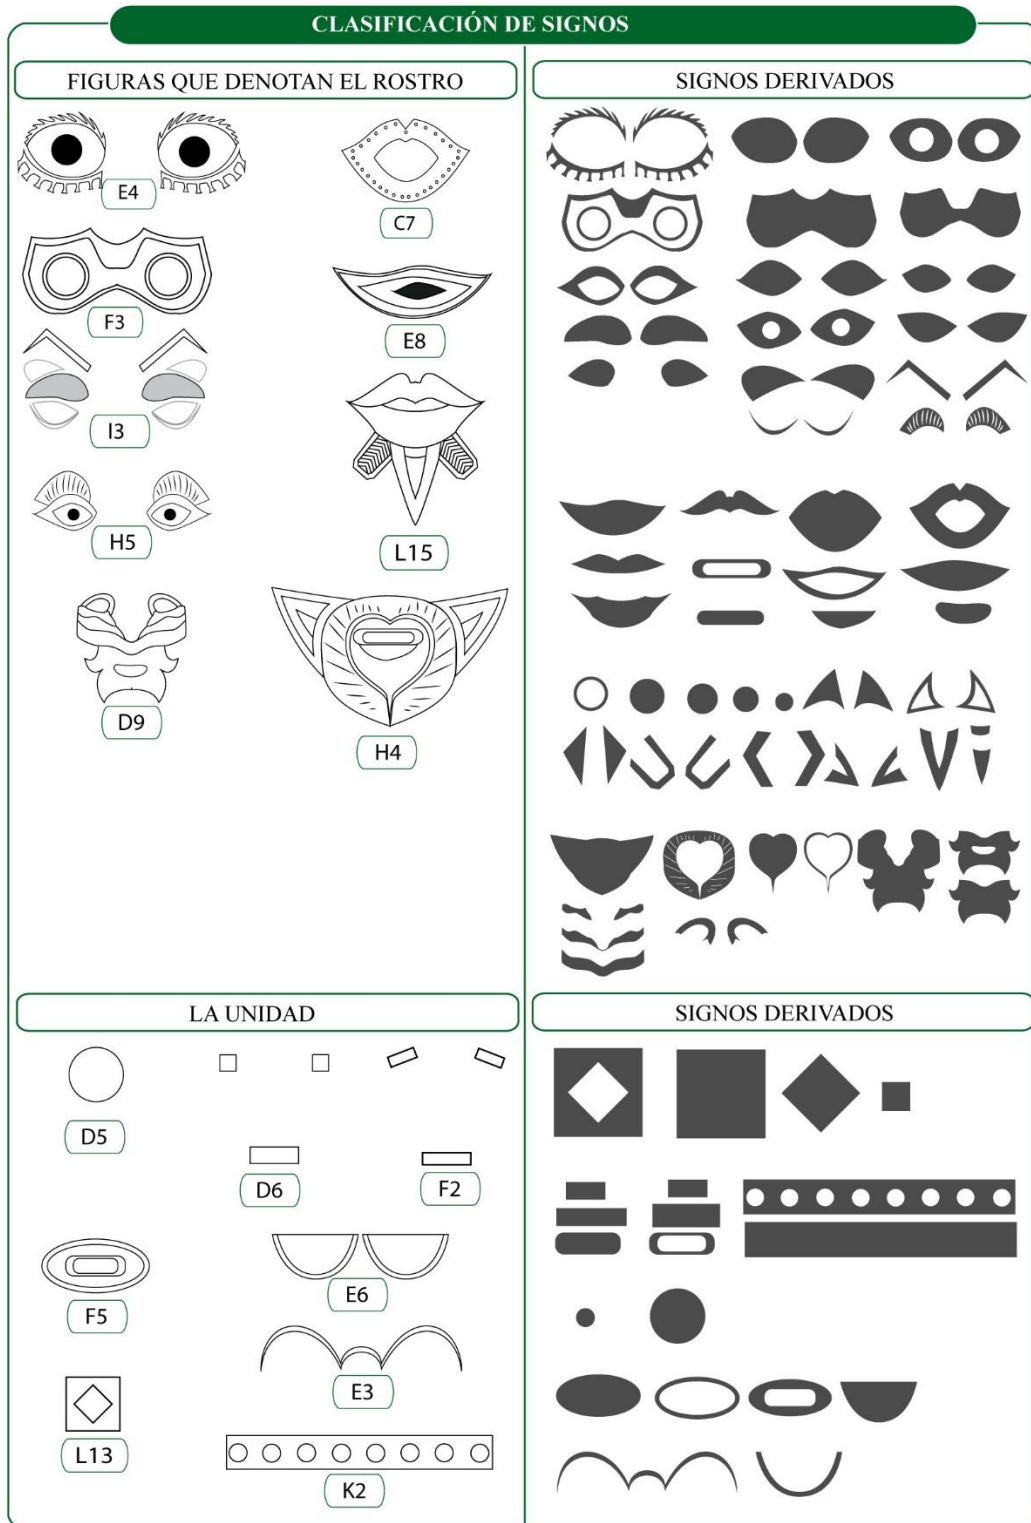 CLASIFICACIÓN DE SIGNOS
FIGURAS QUE DENOTAN EL ROSTRO
SIGNOS DERIVADOS
E4
C7
F3
E8
I3
H5
L15
D9
H4
LA UNIDAD
SIGNOS DERIVADOS
D5
D6
F2
F5
E6
E3
L13
K2